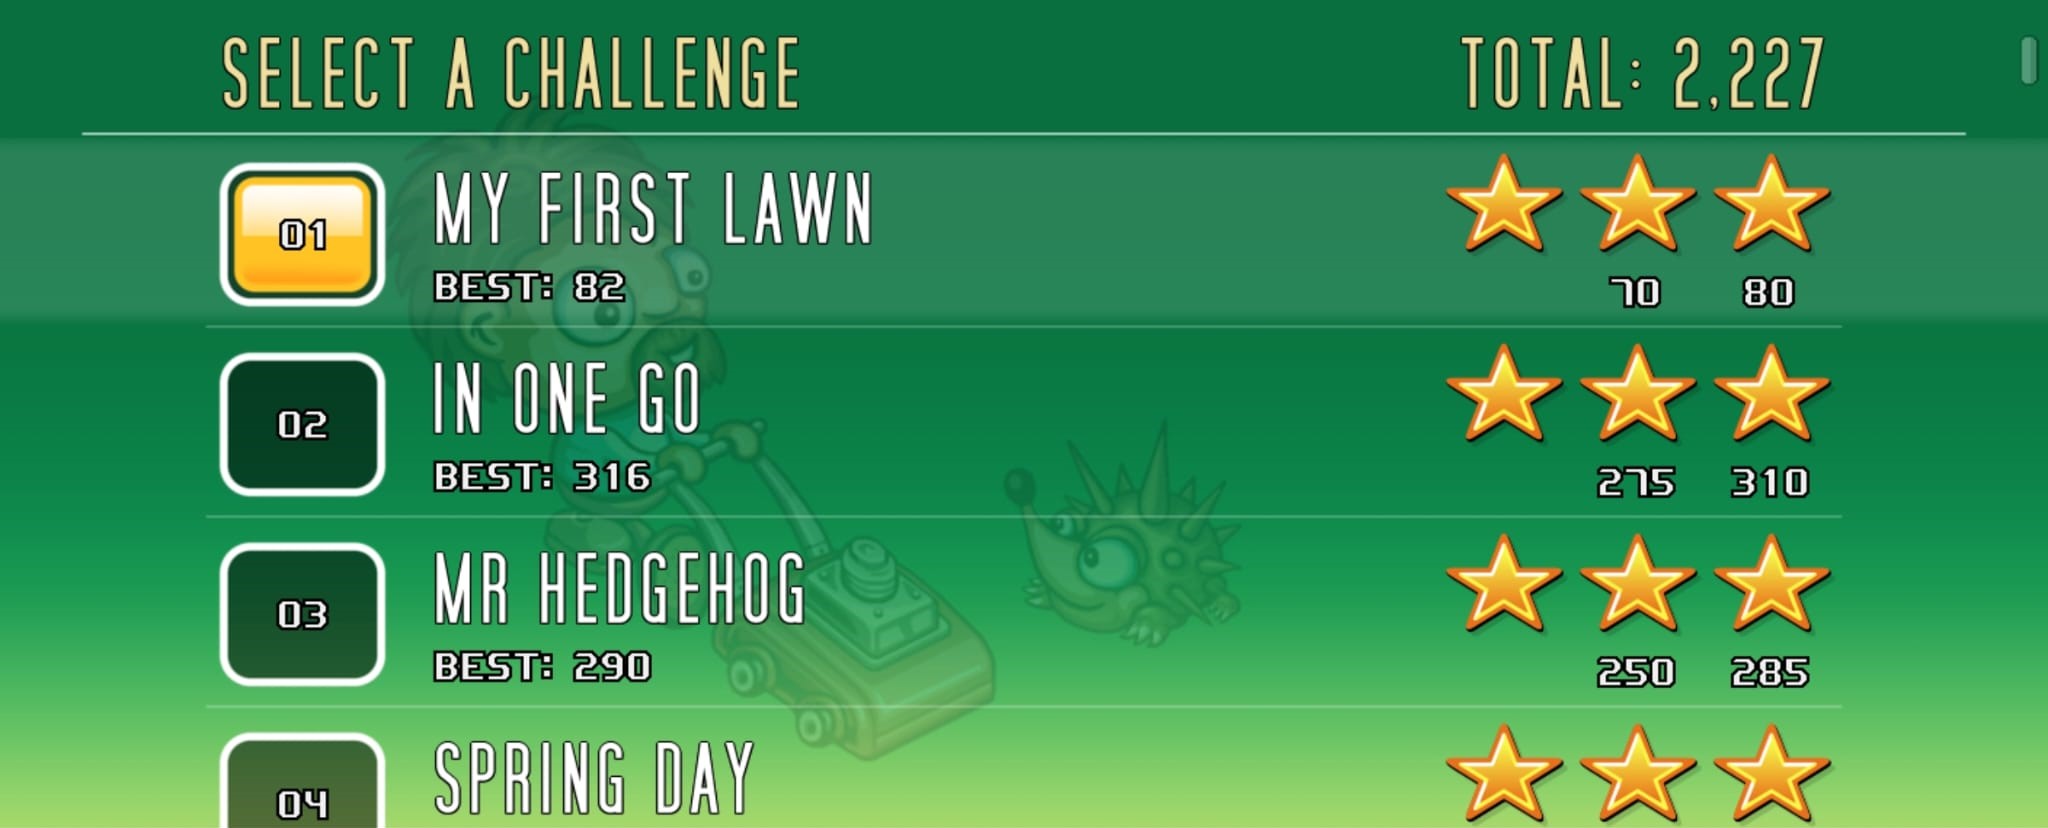 SELECT A CHALLENGE
TOTAL: 2,227
01
MY FIRST LAWN
BEST: 82
70 80
02
IN ONE GO
BEST: 316
275 310
03
MR HEDGEHOG
BEST: 290
250 285
04
SPRING DAY